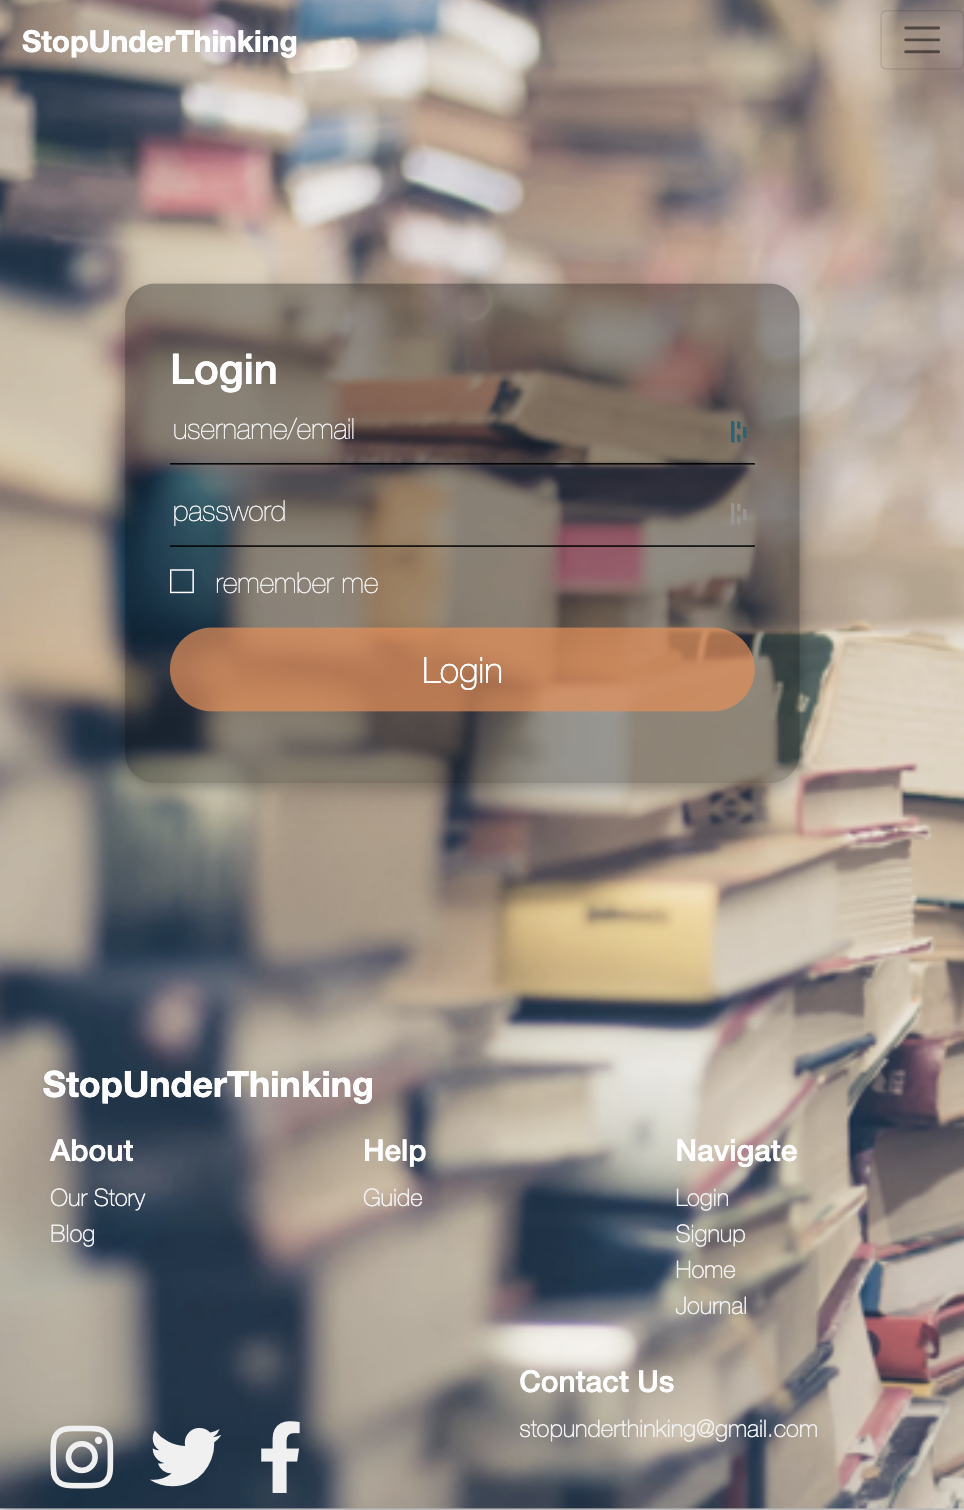 StopUnderThinking
Login
username/email
password
remember me
Login
StopUnderThinking
About
Our Story
Blog
Help
Guide
Navigate
Login
Signup
Home
Journal
Contact Us
stopunderthinking@gmail.com